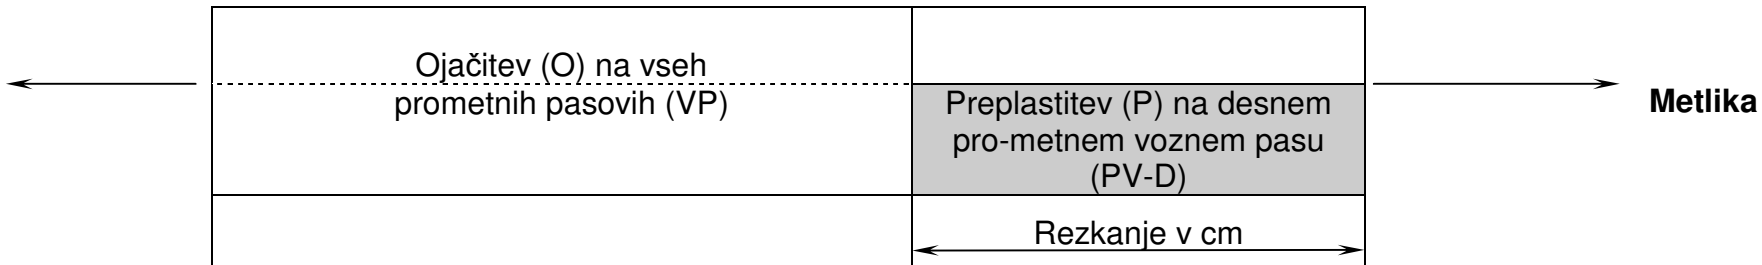 Ojačitev (O) na vseh
prometnih pasovih (VP)
Preplastitev (P) na desnem
pro-metnem voznem pasu
(PV-D)
Metlika
Rezkanje v cm